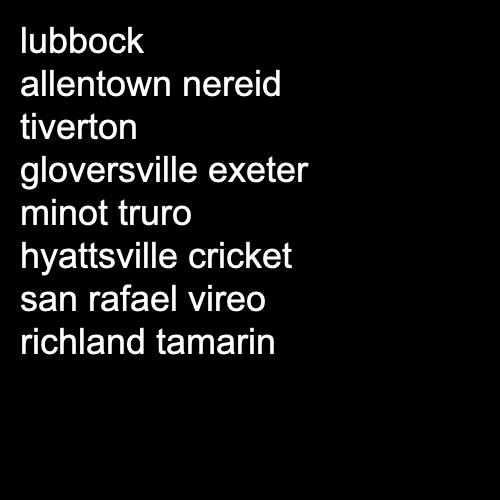 lubbock
allentown nereid
tiverton
gloversville exeter
minot truro
hyattsville cricket
san rafael vireo
richland tamarin